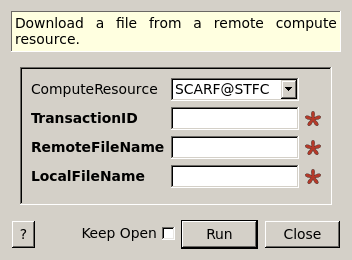 Download a file from a remote compute
resource.
ComputeResource SCARF@STFC
TransactionID
RemoteFileName
LocalFileName
? Keep Open Run Close